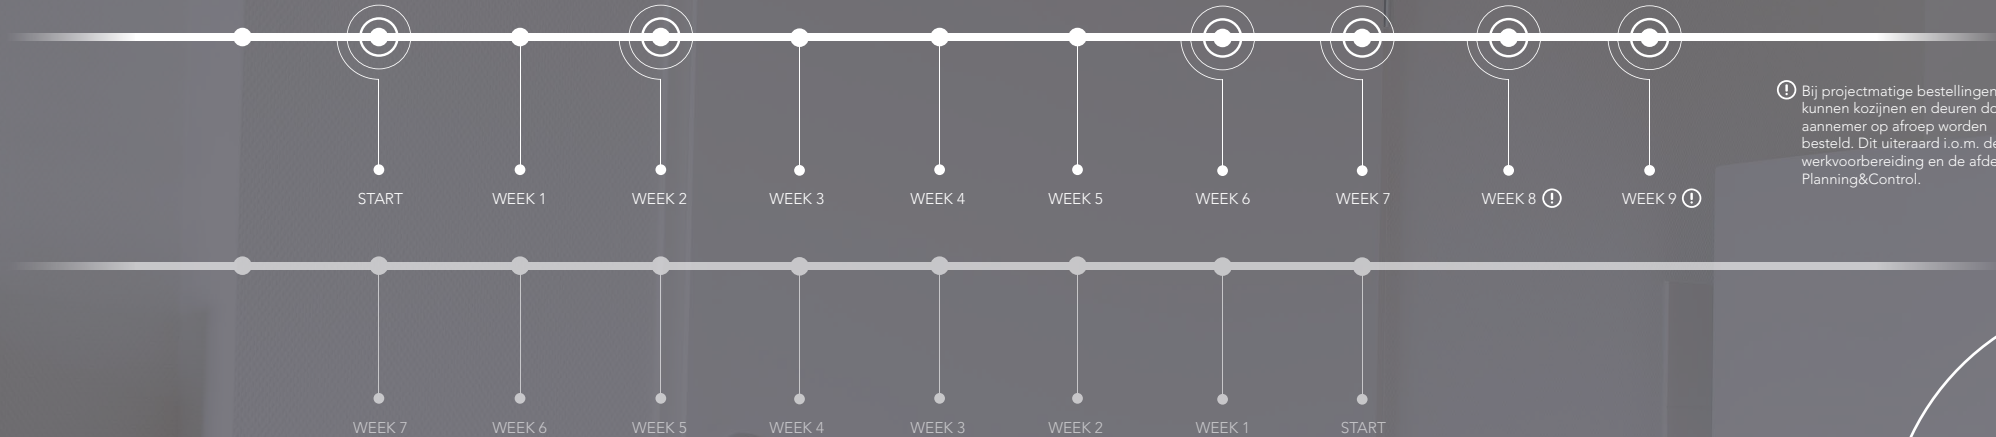 START WEEK 1 WEEK 2 WEEK 3 WEEK 4 WEEK 5 WEEK 6 WEEK 7 WEEK 8 WEEK 9
Bij projectmatige bestellingen
kunnen kozijnen en deuren
aannemer op afroep worden
besteld. Dit uiteraard i.o.m.
werkvoorbereiding en de
Planning&Control.
WEEK 7 WEEK 6 WEEK 5 WEEK 4 WEEK 3 WEEK 2 WEEK 1 START